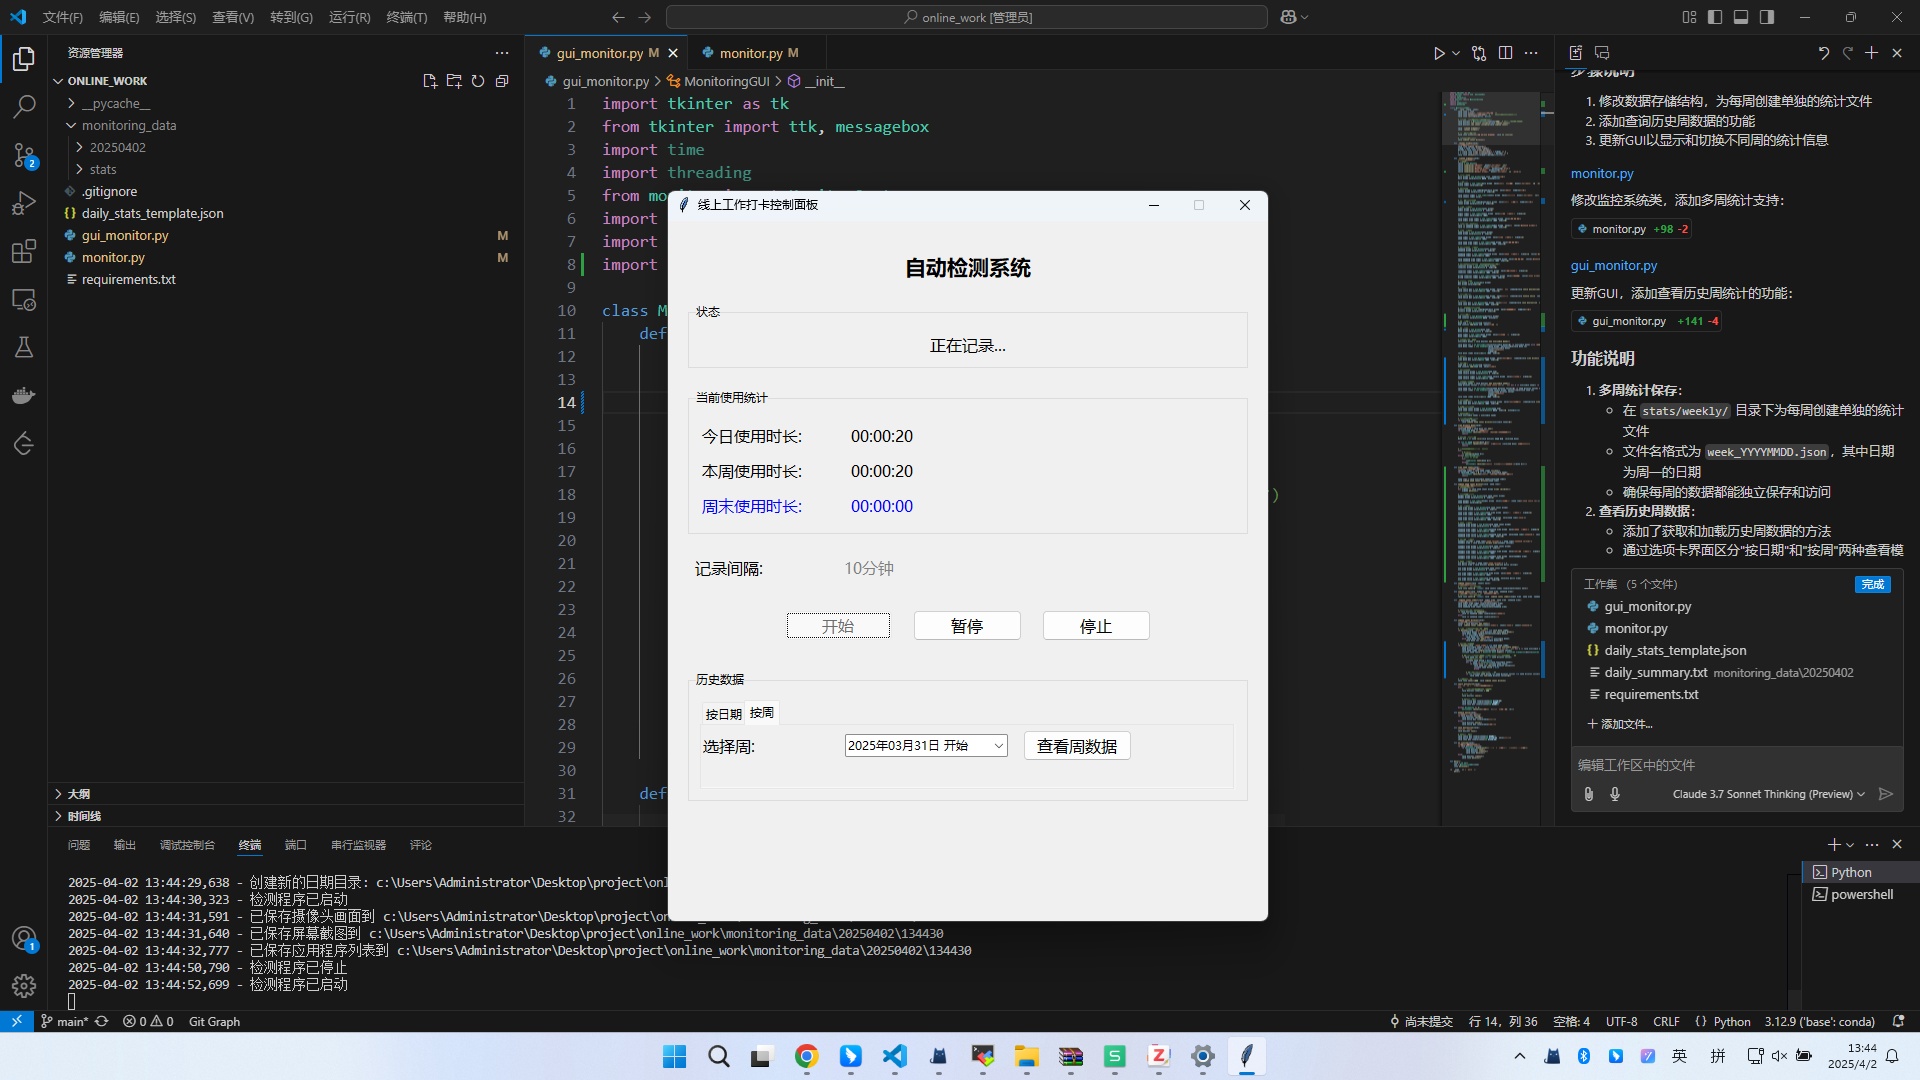 文件(F) 编辑(E) 选择(S) 查看(V) 转到(G) 运行(R) 终端(T) 帮助(H)
online_work [管理员]
资源管理器
ONLINE_WORK
__pycache__
monitoring_data
20250402
stats
.gitignore
daily_stats_template.json
gui_monitor.py M
monitor.py M
requirements.txt
大纲
时间线
gui_monitor.py M
monitor.py M
gui_monitor.py > MonitoringGUI > __init__
1 import tkinter as tk
2 from tkinter import ttk, messagebox
3 import time
4 import threading
5 from mo
6 import
7 import
8 import
9
10 class M
11 def
12
13
14
15
16
17
18 )
19
20
21
22
23
24
25
26
27
28
29
30
31 def
32
线上工作打卡控制面板
自动检测系统
状态
正在记录...
当前使用统计
今日使用时长: 00:00:20
本周使用时长: 00:00:20
周末使用时长: 00:00:00
记录间隔: 10分钟
开始 暂停 停止
历史数据
按日期 按周
选择周: 2025年03月31日 开始 查看周数据
步骤说明
1. 修改数据存储结构，为每周创建单独的统计文件
2. 添加查询历史周数据的功能
3. 更新GUI以显示和切换不同周的统计信息
monitor.py
修改监控系统类，添加多周统计支持：
monitor.py +98 -2
gui_monitor.py
更新GUI，添加查看历史周统计的功能：
gui_monitor.py +141 -4
功能说明
1. 多周统计保存：
在 stats/weekly/ 目录下为每周创建单独的统计
文件
文件名格式为 week_YYYYMMDD.json，其中日期
为周一的日期
确保每周的数据都能独立保存和访问
2. 查看历史周数据：
添加了获取和加载历史周数据的方法
通过选项卡界面区分"按日期"和"按周"两种查看模
工作集 (5 个文件) 完成
gui_monitor.py
monitor.py
daily_stats_template.json
daily_summary.txt monitoring_data\20250402
requirements.txt
添加文件...
编辑工作区中的文件
Claude 3.7 Sonnet Thinking (Preview)
问题 输出 调试控制台 终端 端口 串行监视器 评论
2025-04-02 13:44:29,638 - 创建新的日期目录: c:\Users\Administrator\Desktop\project\onl
2025-04-02 13:44:30,323 - 检测程序已启动
2025-04-02 13:44:31,591 - 已保存摄像头画面到 c:\Users\Administrator\Desktop\project\on
2025-04-02 13:44:31,640 - 已保存屏幕截图到 c:\Users\Administrator\Desktop\project\online_work\monitoring_data\20250402\134430
2025-04-02 13:44:32,777 - 已保存应用程序列表到 c:\Users\Administrator\Desktop\project\online_work\monitoring_data\20250402\134430
2025-04-02 13:44:50,790 - 检测程序已停止
2025-04-02 13:44:52,699 - 检测程序已启动
Python
powershell
main* 0 0 Git Graph 尚未提交 行 14，列 36 空格: 4 UTF-8 CRLF {} Python 3.12.9 ('base': conda)
英 拼 13:44
2025/4/2